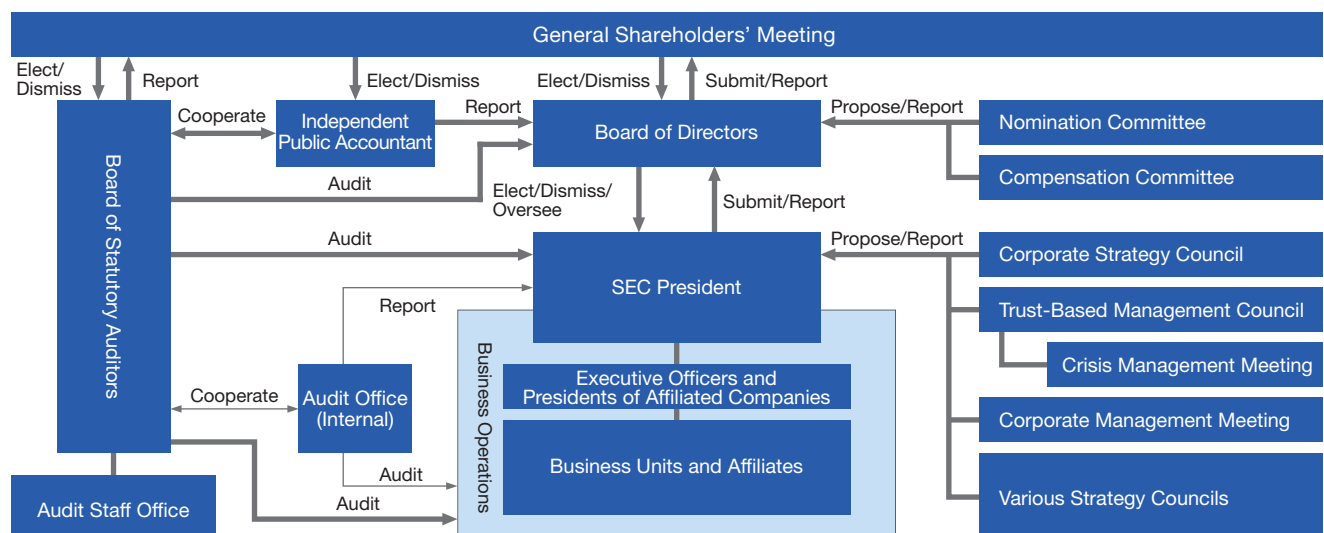 General Shareholders’ Meeting
Elect/
Dismiss
Report
Elect/Dismiss
Elect/Dismiss
Submit/Report
Cooperate
Independent
Public Accountant
Report
Board of Directors
Propose/Report
Nomination Committee
Compensation Committee
Board of Statutory Auditors
Audit
Elect/Dismiss/
Oversee
Submit/Report
Audit
SEC President
Propose/Report
Corporate Strategy Council
Trust-Based Management Council
Crisis Management Meeting
Corporate Management Meeting
Various Strategy Councils
Report
Cooperate
Audit Office
(Internal)
Business Operations
Executive Officers and
Presidents of Affiliated Companies
Business Units and Affiliates
Audit
Audit
Audit Staff Office